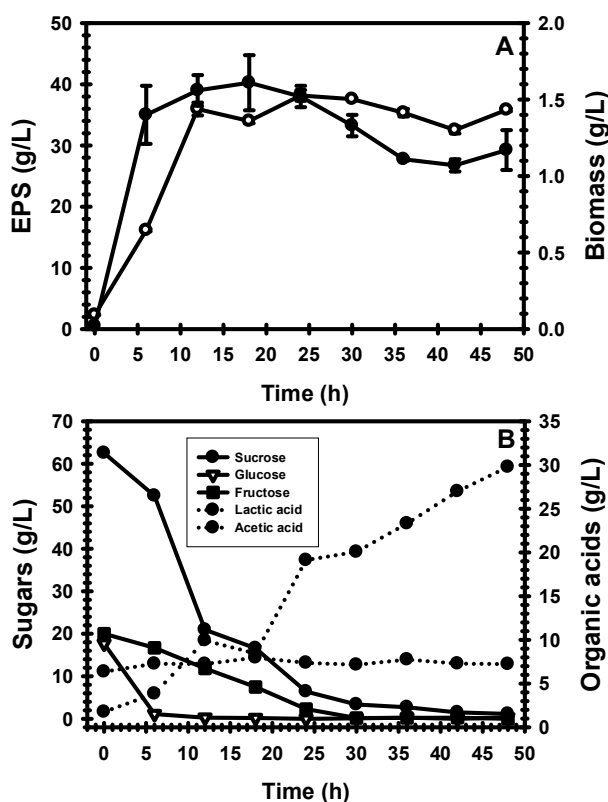 A
EPS (g/L)
50
40
30
20
10
0
2.0
1.5
1.0
0.5
0.0
Biomass (g/L)
0 5 10 15 20 25 30 35 40 45 50
Time (h)
B
Sugars (g/L)
70
60
50
40
30
20
10
0
Sucrose
Glucose
Fructose
Lactic acid
Acetic acid
35
30
25
20
15
10
5
0
Organic acids (g/L)
0 5 10 15 20 25 30 35 40 45 50
Time (h)